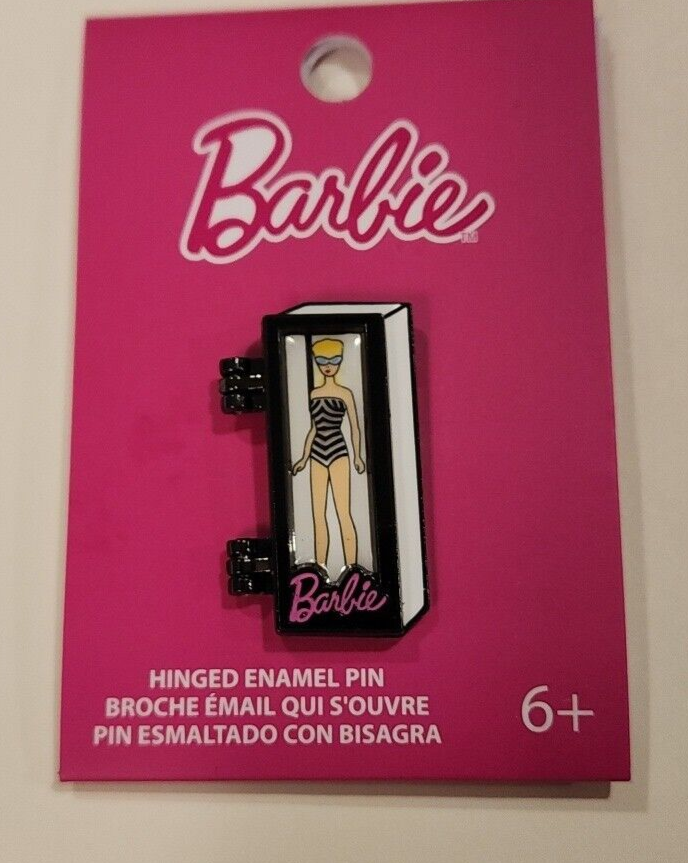 Barbie
TM
Barbie
HINGED ENAMEL PIN
BROCHE ÉMAIL QUI S'OUVRE
PIN ESMALTADO CON BISAGRA
6+